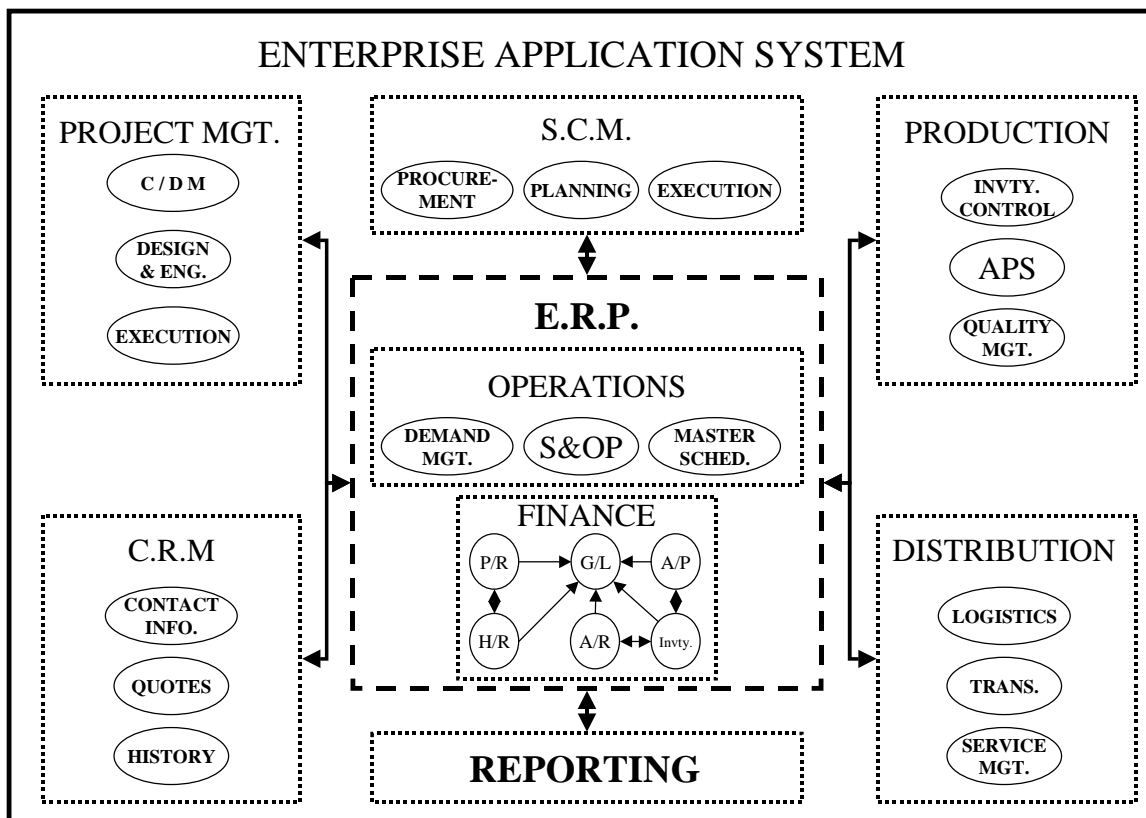 ENTERPRISE APPLICATION SYSTEM
PROJECT MGT.
C / D M
DESIGN
& ENG.
EXECUTION
S.C.M.
PROCURE-
MENT
PLANNING
EXECUTION
PRODUCTION
INVTY.
CONTROL
APS
QUALITY
MGT.
E.R.P.
OPERATIONS
DEMAND
MGT.
S&OP
MASTER
SCHED.
FINANCE
P/R
G/L
A/P
H/R
A/R
Invty.
C.R.M
CONTACT
INFO.
QUOTES
HISTORY
DISTRIBUTION
LOGISTICS
TRANS.
SERVICE
MGT.
REPORTING